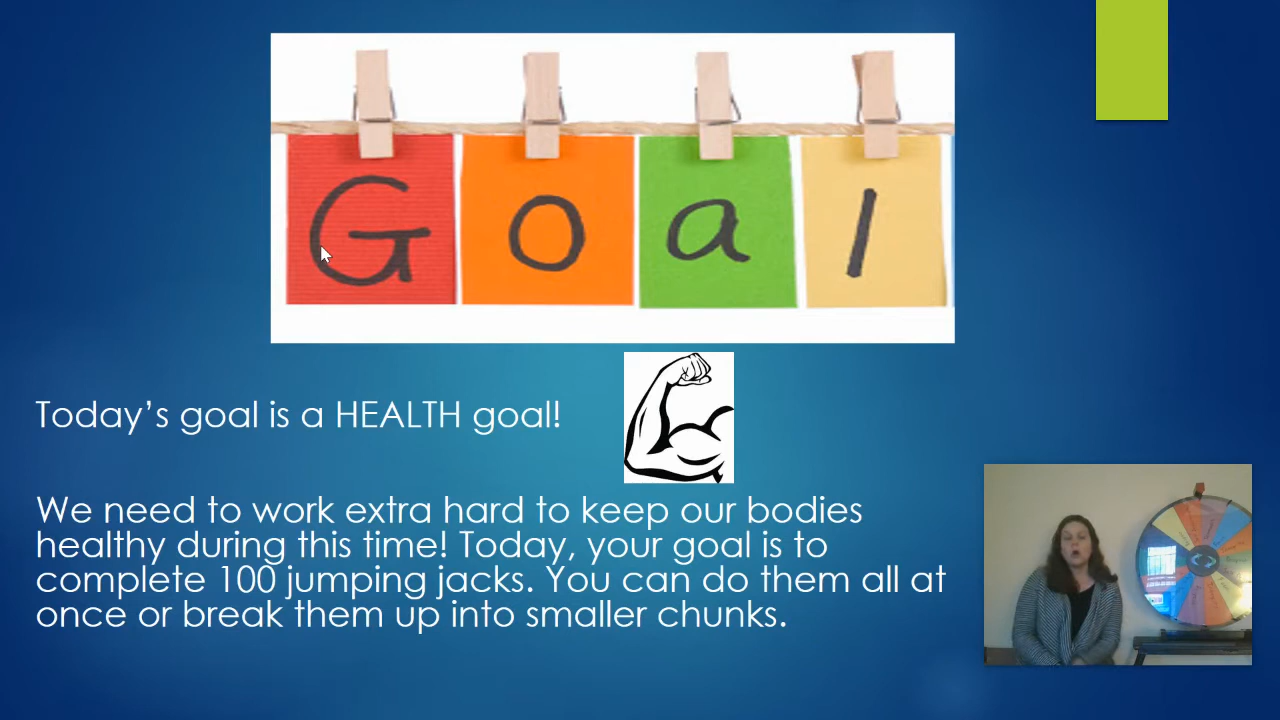 Goal
Today's goal is a HEALTH goal!
We need to work extra hard to keep our bodies
healthy during this time! Today, your goal is to
complete 100 jumping jacks. You can do them all at
once or break them up into smaller chunks.